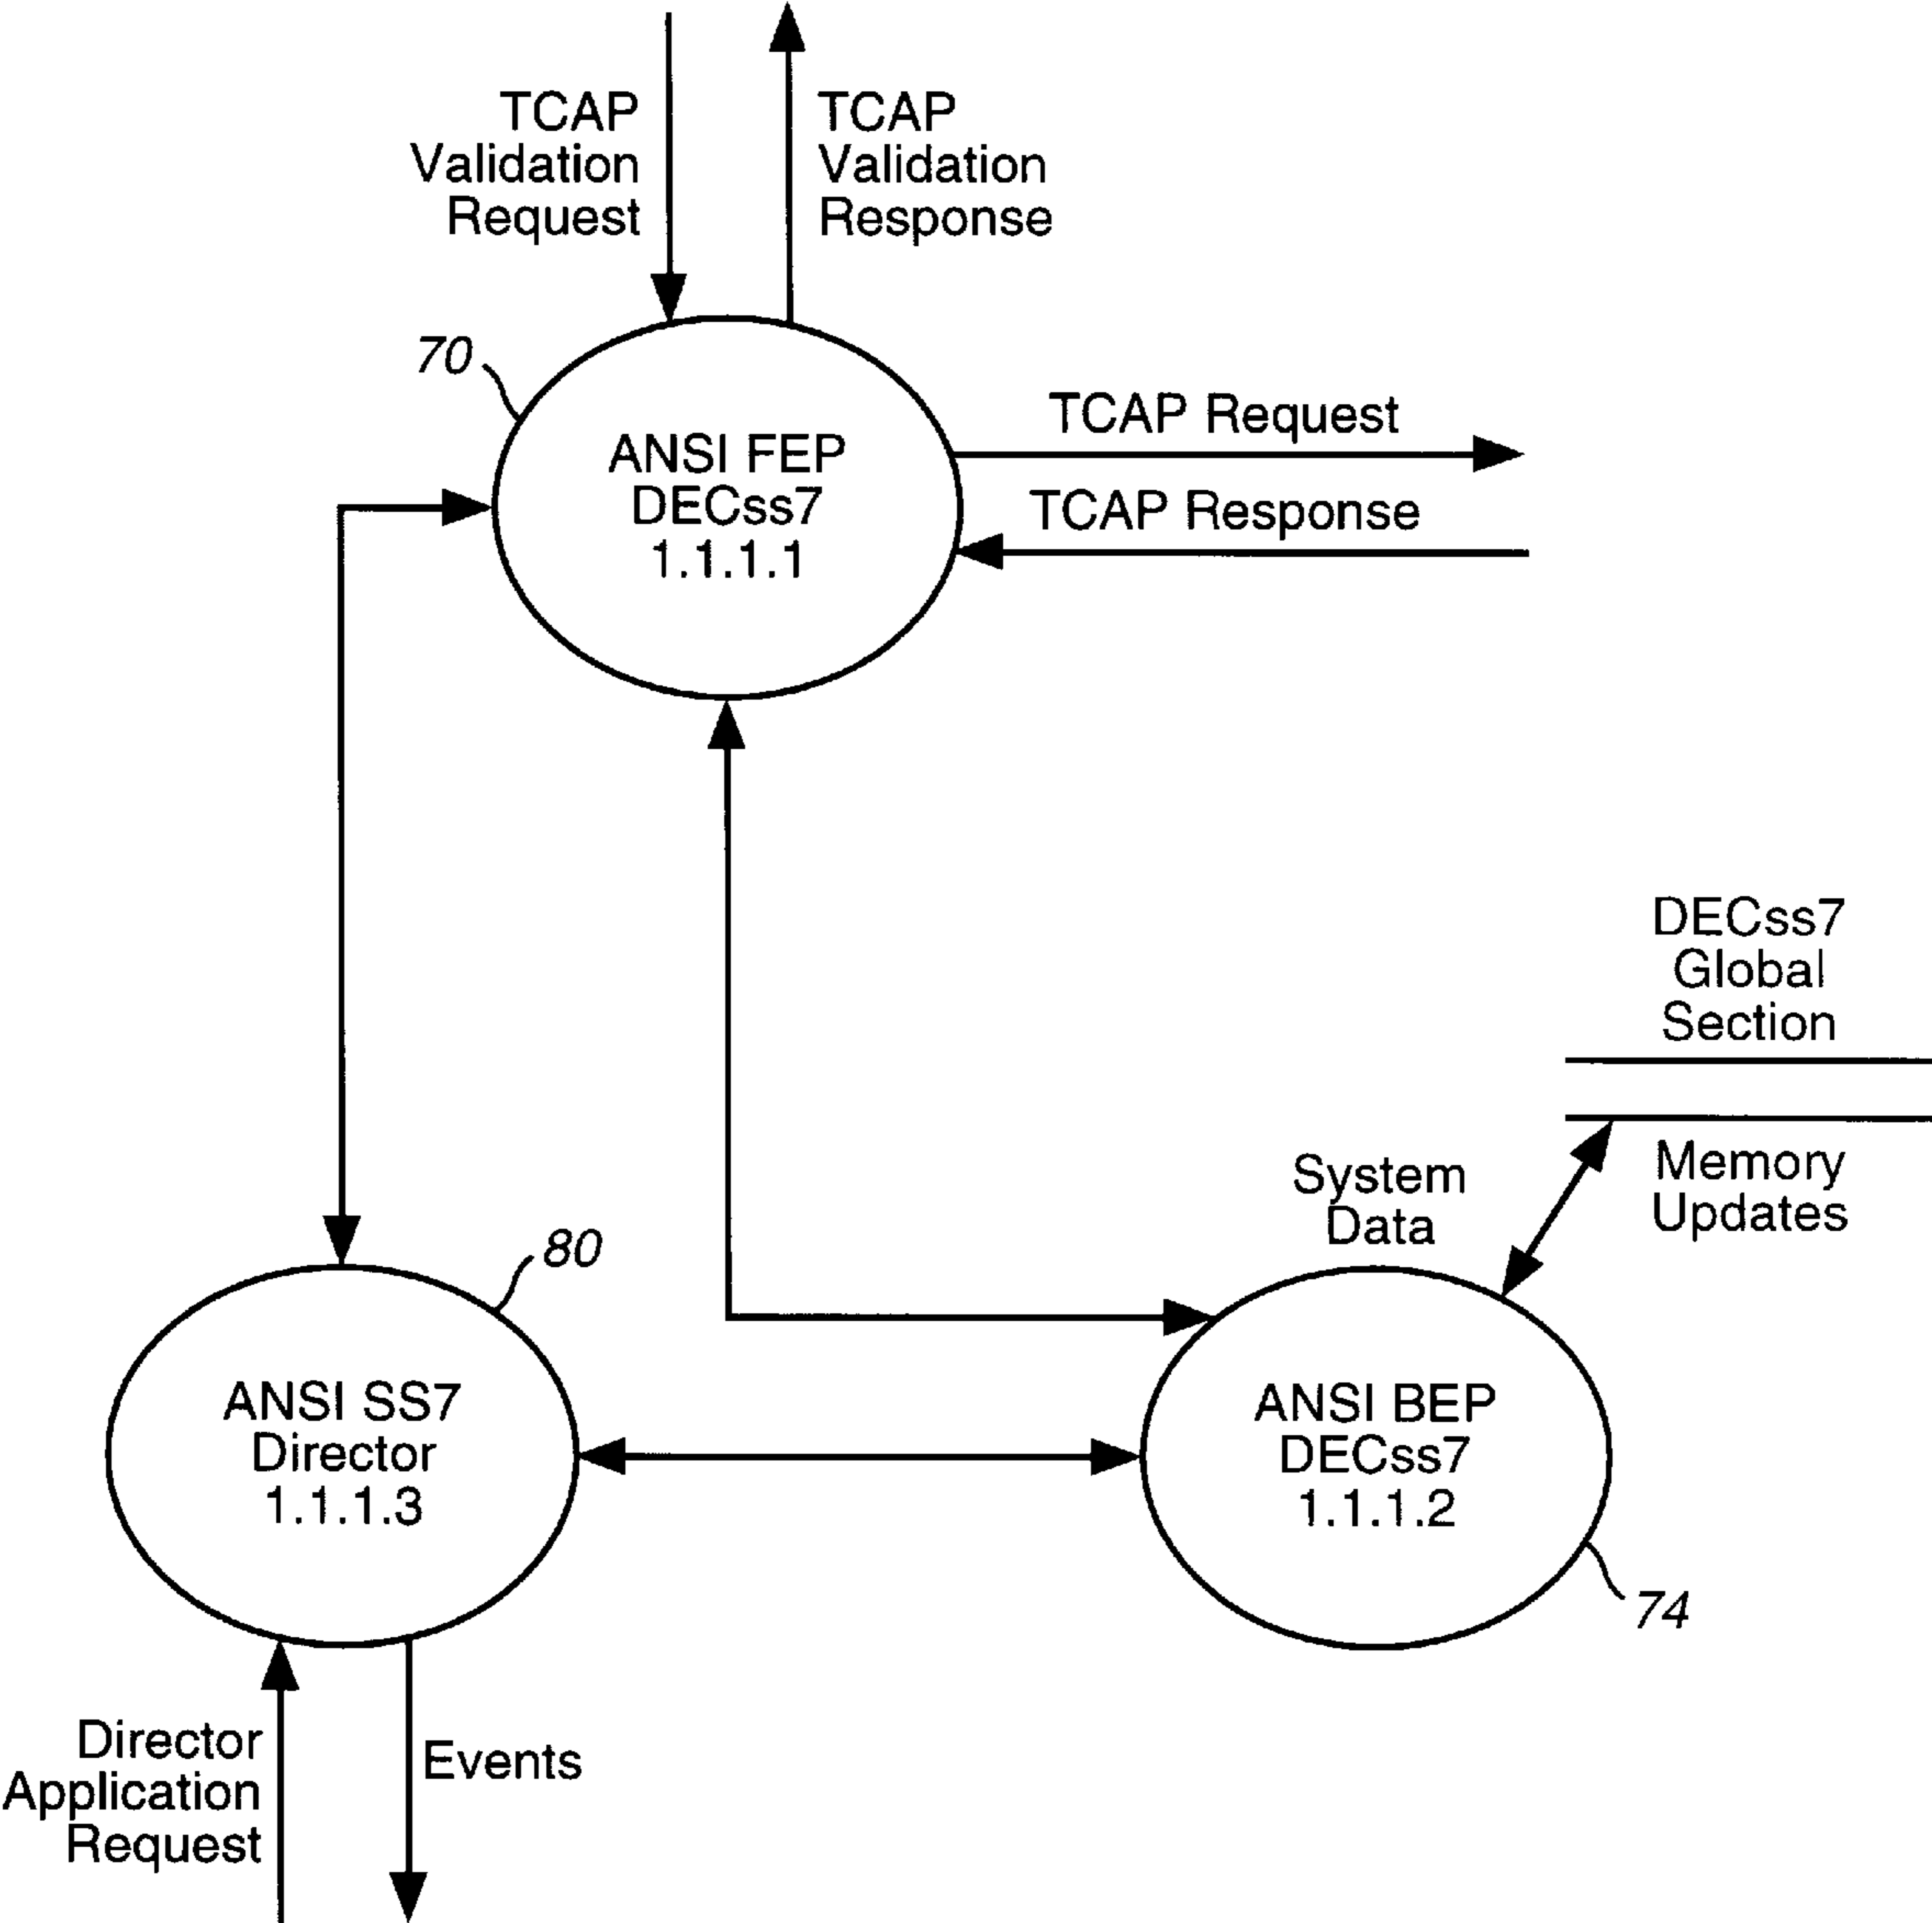 TCAP
Validation
Request
TCAP
Validation
Response
70
ANSI FEP
DECss7
1.1.1.1
TCAP Request
TCAP Response
DECss7
Global
Section
Memory
Updates
System
Data
80
ANSI SS7
Director
1.1.1.3
ANSI BEP
DECss7
1.1.1.2
74
Director
Application
Request
Events